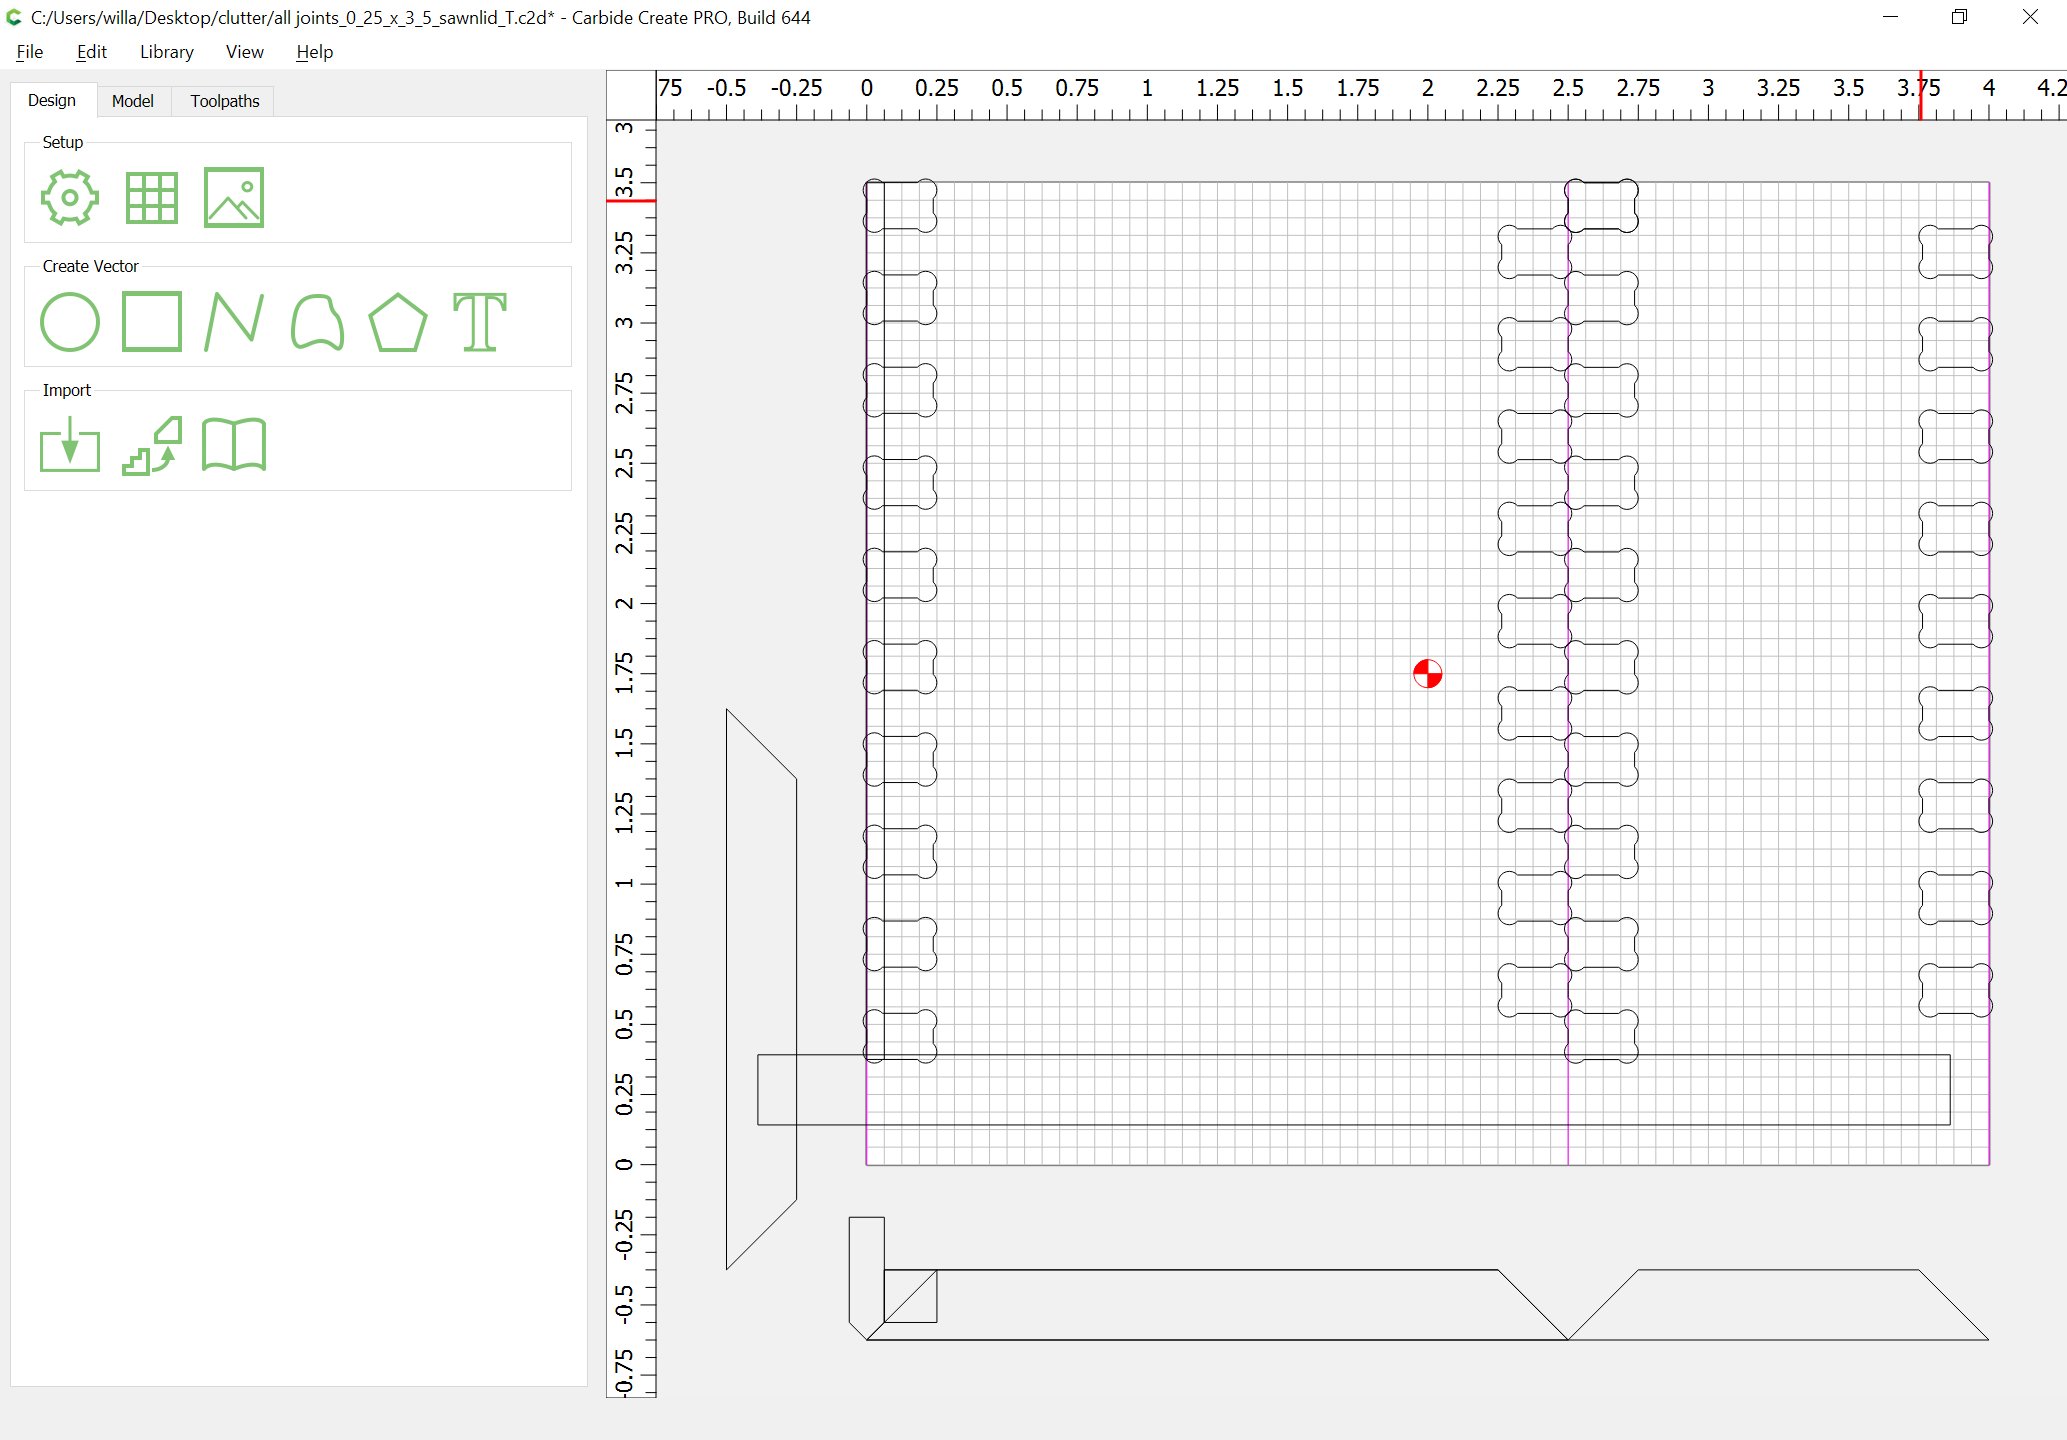 C:/Users/willa/Desktop/clutter/all joints_0_25_x_3_5_sawnlid_T.c2d* - Carbide Create PRO, Build 644
File Edit Library View Help
Design Model Toolpaths
Setup
Create Vector
Import
75 -0.5 -0.25 0 0.25 0.5 0.75 1 1.25 1.5 1.75 2 2.25 2.5 2.75 3 3.25 3.5 3.75 4 4.2
3
3.5
3.25
3
2.75
2.5
2.25
2
1.75
1.5
1.25
1
0.75
0.5
0.25
0
-0.25
-0.5
-0.75